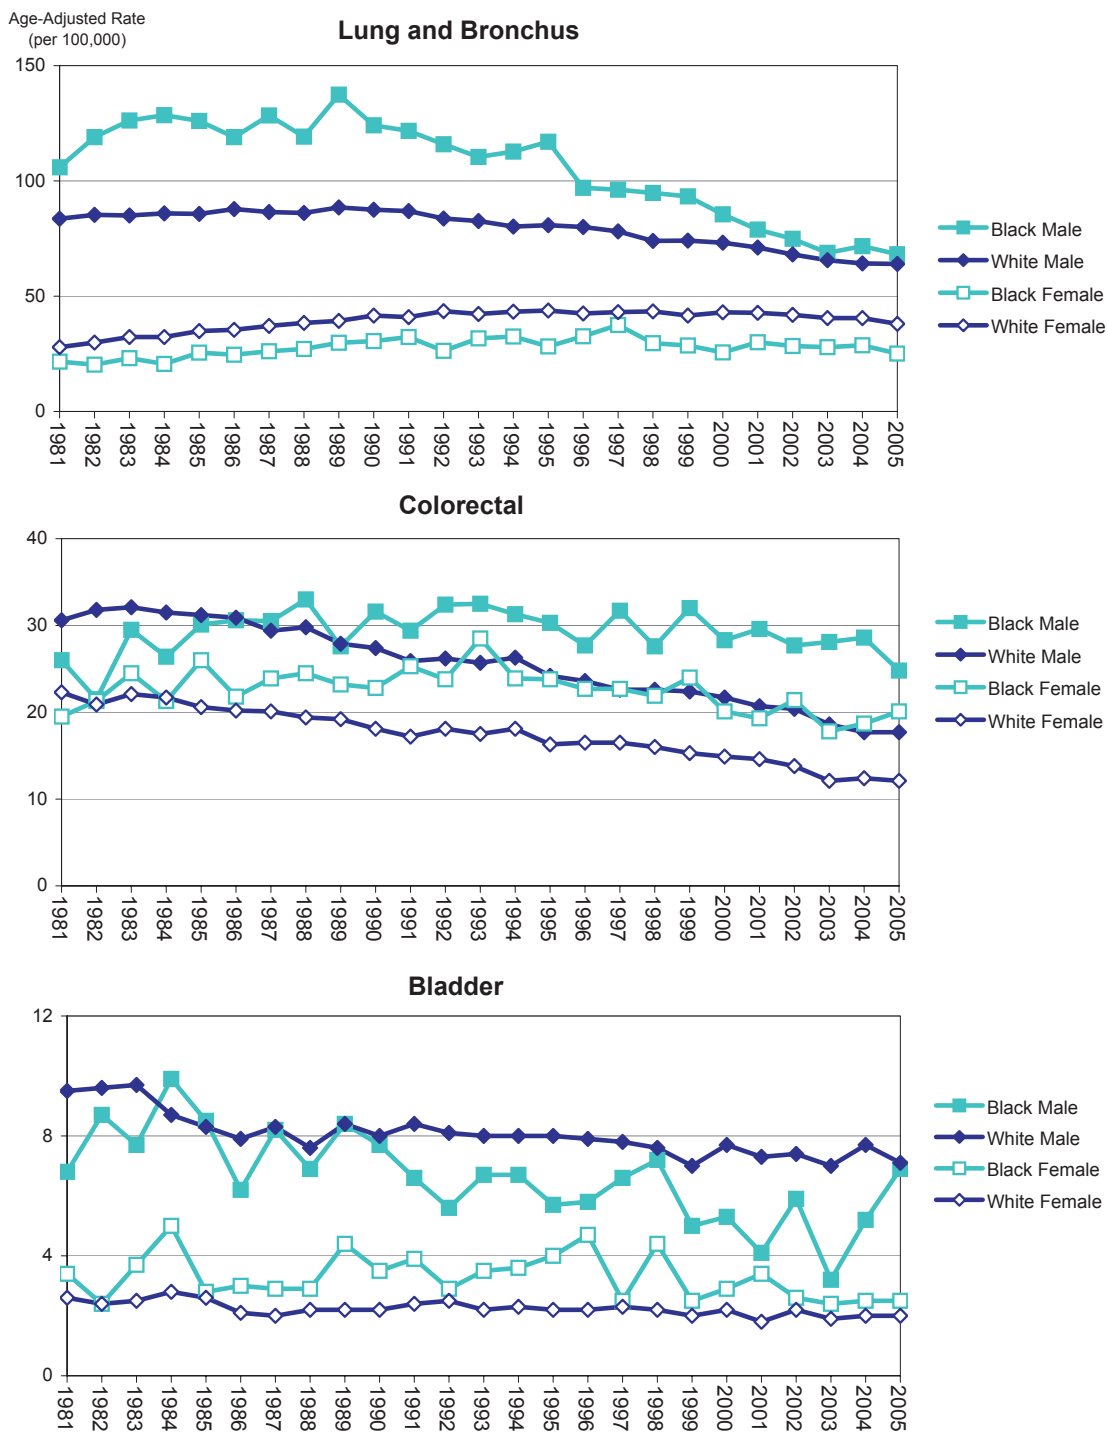 Age-Adjusted Rate
(per 100,000)
Lung and Bronchus
150
100
50
0
1981 1982 1983 1984 1985 1986 1987 1988 1989 1990 1991 1992 1993 1994 1995 1996 1997 1998 1999 2000 2001 2002 2003 2004 2005
Black Male
White Male
Black Female
White Female
Colorectal
40
30
20
10
0
1981 1982 1983 1984 1985 1986 1987 1988 1989 1990 1991 1992 1993 1994 1995 1996 1997 1998 1999 2000 2001 2002 2003 2004 2005
Black Male
White Male
Black Female
White Female
Bladder
12
8
4
0
1981 1982 1983 1984 1985 1986 1987 1988 1989 1990 1991 1992 1993 1994 1995 1996 1997 1998 1999 2000 2001 2002 2003 2004 2005
Black Male
White Male
Black Female
White Female